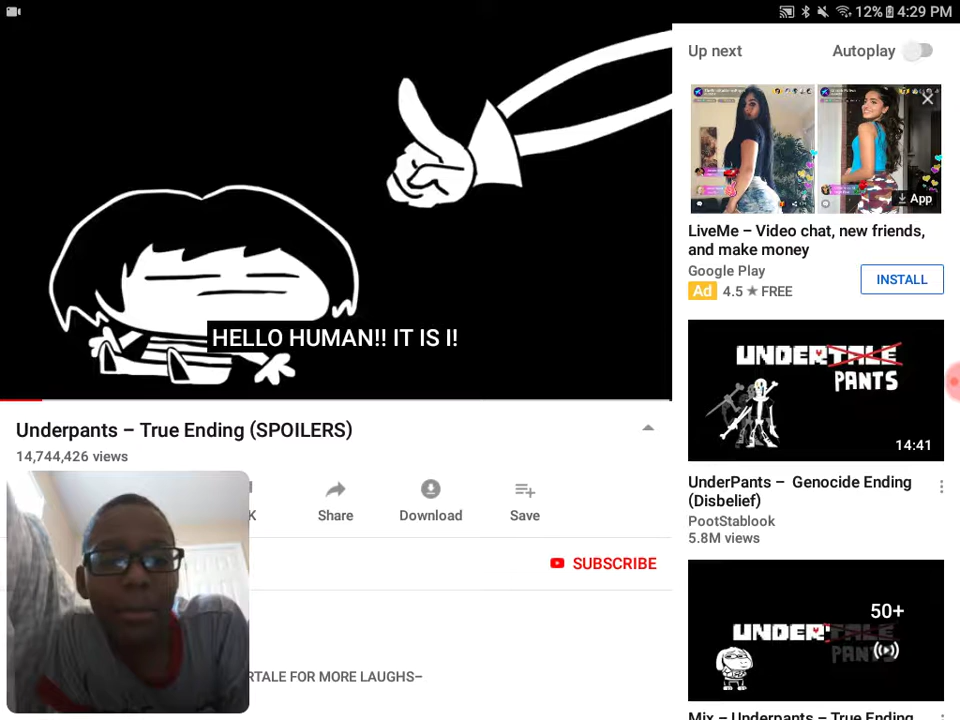 12% 4:29 PM
HELLO HUMAN!! IT IS I!
Underpants – True Ending (SPOILERS)
14,744,426 views
K
Share
Download
Save
SUBSCRIBE
RTALE FOR MORE LAUGHS–
Up next
Autoplay
App
LiveMe – Video chat, new friends,
and make money
Google Play
Ad 4.5 ★ FREE
INSTALL
UNDERTALE
PANTS
14:41
UnderPants – Genocide Ending
(Disbelief)
PootStablook
5.8M views
50+
UNDERTALE
PANTS
Mix – Underpants – True Ending